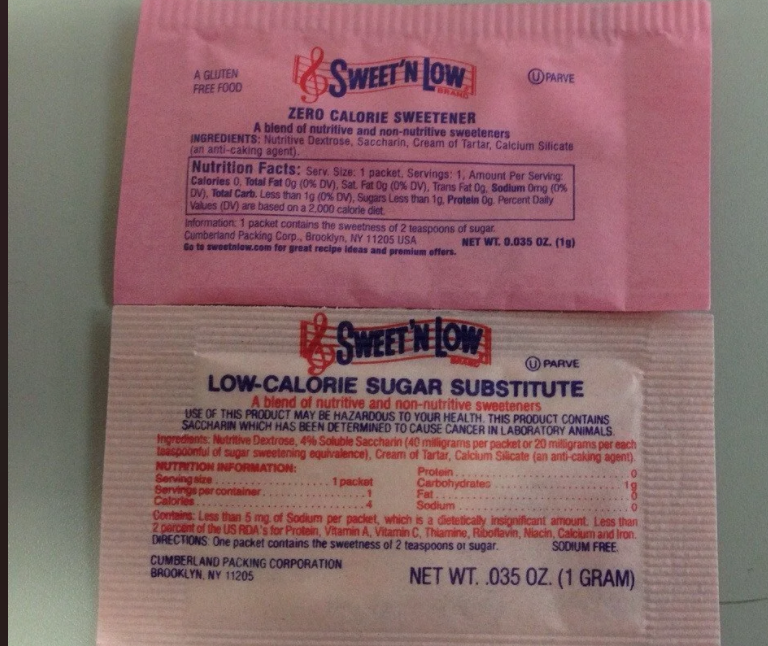 A GLUTEN
FREE FOOD
SWEET'N LOW
BRAND
U PARVE
ZERO CALORIE SWEETENER
A blend of nutritive and non-nutritive sweeteners
INGREDIENTS: Nutritive Dextrose, Saccharin, Cream of Tartar, Calcium Silicate
(an anti-caking agent).
Nutrition Facts: Serv. Size: 1 packet, Servings: 1, Amount Per Serving:
Calories 0, Total Fat 0g (0% DV), Sat. Fat 0g (0% DV), Trans Fat 0g, Sodium 0mg (0%
DV), Total Carb. Less than 1g (0% DV), Sugars Less than 1g, Protein 0g. Percent Daily
Values (DV) are based on a 2,000 calorie diet.
Information: 1 packet contains the sweetness of 2 teaspoons of sugar.
Cumberland Packing Corp., Brooklyn, NY 11205 USA NET WT. 0.035 OZ. (1g)
Go to sweetnlow.com for great recipe ideas and premium offers.
SWEET'N LOW
BRAND
U PARVE
LOW-CALORIE SUGAR SUBSTITUTE
A blend of nutritive and non-nutritive sweeteners
USE OF THIS PRODUCT MAY BE HAZARDOUS TO YOUR HEALTH. THIS PRODUCT CONTAINS
SACCHARIN WHICH HAS BEEN DETERMINED TO CAUSE CANCER IN LABORATORY ANIMALS.
Ingredients: Nutritive Dextrose, 4% Soluble Saccharin (40 milligrams per packet or 20 milligrams per each
teaspoonful of sugar sweetening equivalence), Cream of Tartar, Calcium Silicate (an anti-caking agent).
NUTRITION INFORMATION:
Serving size 1 packet
Servings per container 1
Calories 4
Protein 0
Carbohydrates 1g
Fat 0
Sodium 0
Contains: Less than 5 mg. of Sodium per packet, which is a dietetically insignificant amount. Less than
2 percent of the US RDA's for Protein, Vitamin A, Vitamin C, Thiamine, Riboflavin, Niacin, Calcium and Iron.
DIRECTIONS: One packet contains the sweetness of 2 teaspoons of sugar. SODIUM FREE.
CUMBERLAND PACKING CORPORATION
BROOKLYN, NY 11205
NET WT. .035 OZ. (1 GRAM)